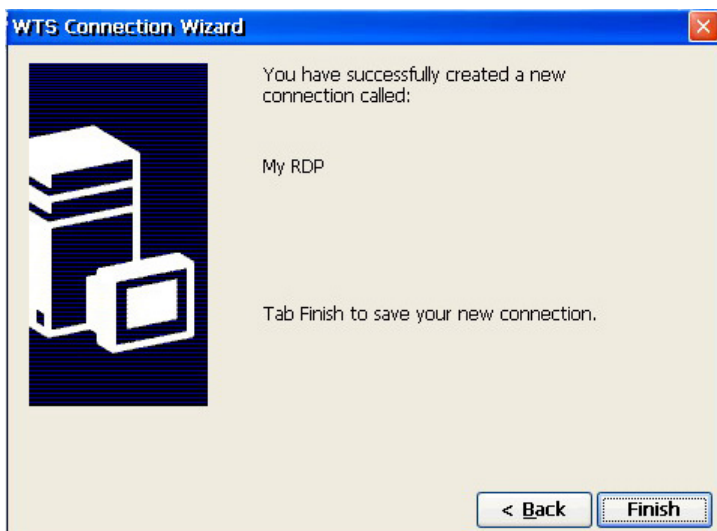 WTS Connection Wizard
You have successfully created a new
connection called:
My RDP
Tab Finish to save your new connection.
< Back
Finish